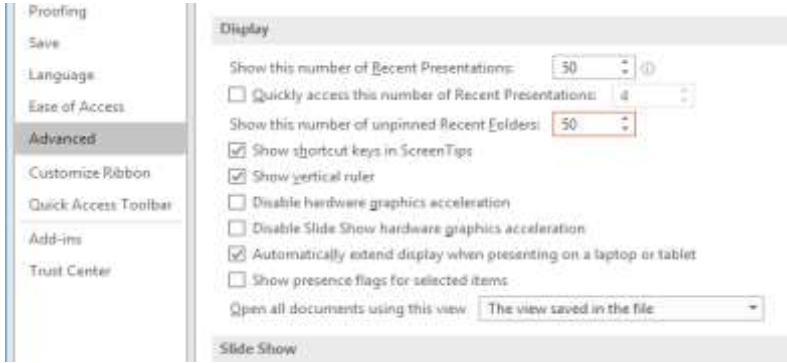 Proofing
Save
Language
Ease of Access
Advanced
Customize Ribbon
Quick Access Toolbar
Add-ins
Trust Center
Display
Show this number of Recent Presentations: 50
Quickly access this number of Recent Presentations: 4
Show this number of unpinned Recent Folders: 50
Show shortcut keys in ScreenTips
Show vertical ruler
Disable hardware graphics acceleration
Disable Slide Show hardware graphics acceleration
Automatically extend display when presenting on a laptop or tablet
Show presence flags for selected items
Open all documents using this view The view saved in the file
Slide Show